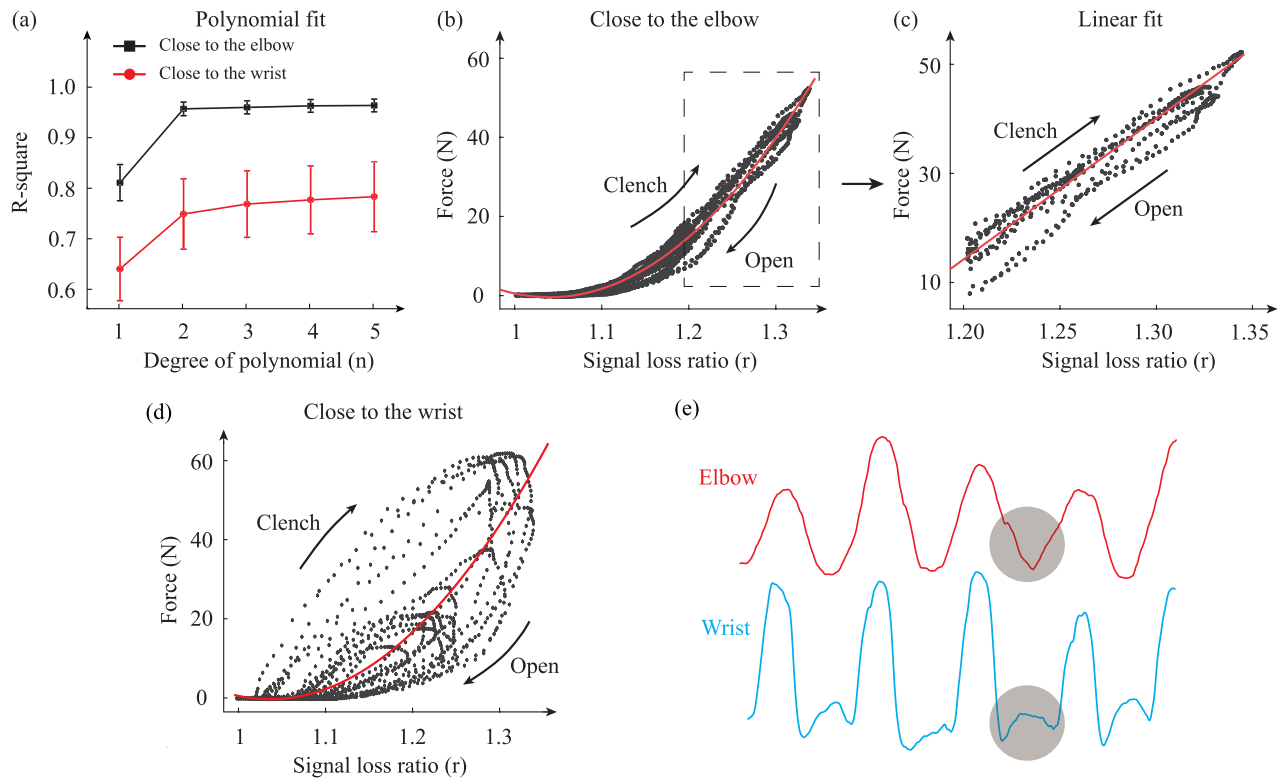 (a)
Polynomial fit
Close to the elbow
Close to the wrist
R-square
1.0
0.9
0.8
0.7
0.6
1 2 3 4 5
Degree of polynomial (n)
(b)
Close to the elbow
Force (N)
60
40
20
0
Clench
Open
1 1.1 1.2 1.3
Signal loss ratio (r)
(c)
Linear fit
Force (N)
50
30
10
Clench
Open
1.20 1.25 1.30 1.35
Signal loss ratio (r)
(d)
Close to the wrist
Force (N)
60
40
20
0
Clench
Open
1 1.1 1.2 1.3
Signal loss ratio (r)
(e)
Elbow
Wrist